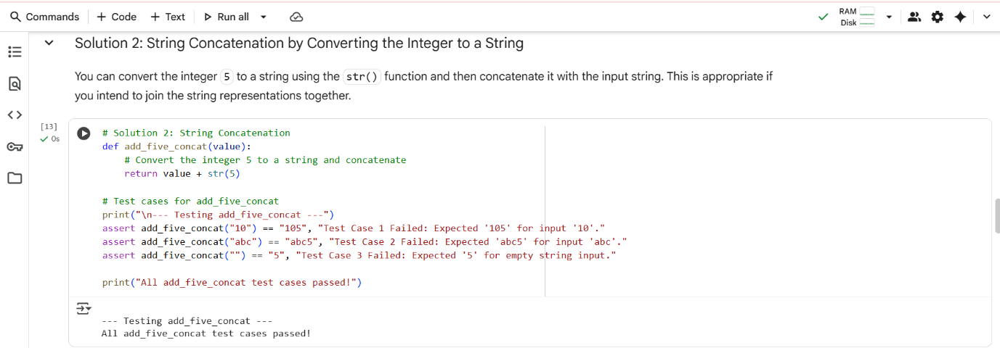 Commands + Code + Text Run all RAM
Disk
Solution 2: String Concatenation by Converting the Integer to a String
You can convert the integer 5 to a string using the str() function and then concatenate it with the input string. This is appropriate if
you intend to join the string representations together.
[13]
0s
# Solution 2: String Concatenation
def add_five_concat(value):
    # Convert the integer 5 to a string and concatenate
    return value + str(5)
# Test cases for add_five_concat
print("\n--- Testing add_five_concat ---")
assert add_five_concat("10") == "105", "Test Case 1 Failed: Expected '105' for input '10'."
assert add_five_concat("abc") == "abc5", "Test Case 2 Failed: Expected 'abc5' for input 'abc'."
assert add_five_concat("") == "5", "Test Case 3 Failed: Expected '5' for empty string input."
print("All add_five_concat test cases passed!")
--- Testing add_five_concat ---
All add_five_concat test cases passed!